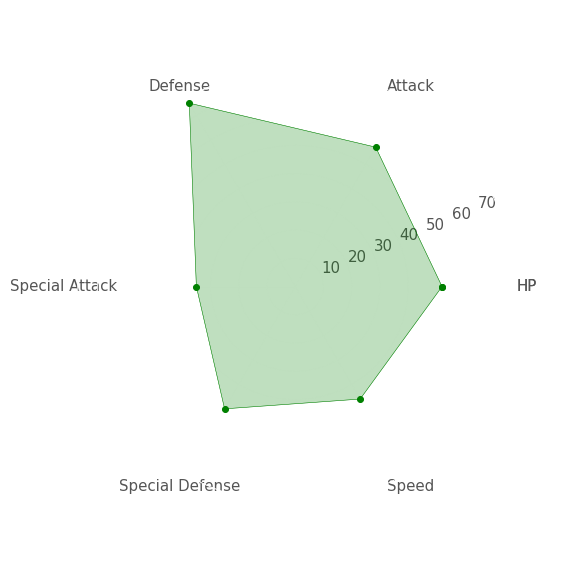 Defense
Attack
70
60
50
40
30
20
10
Special Attack
HP
Special Defense
Speed